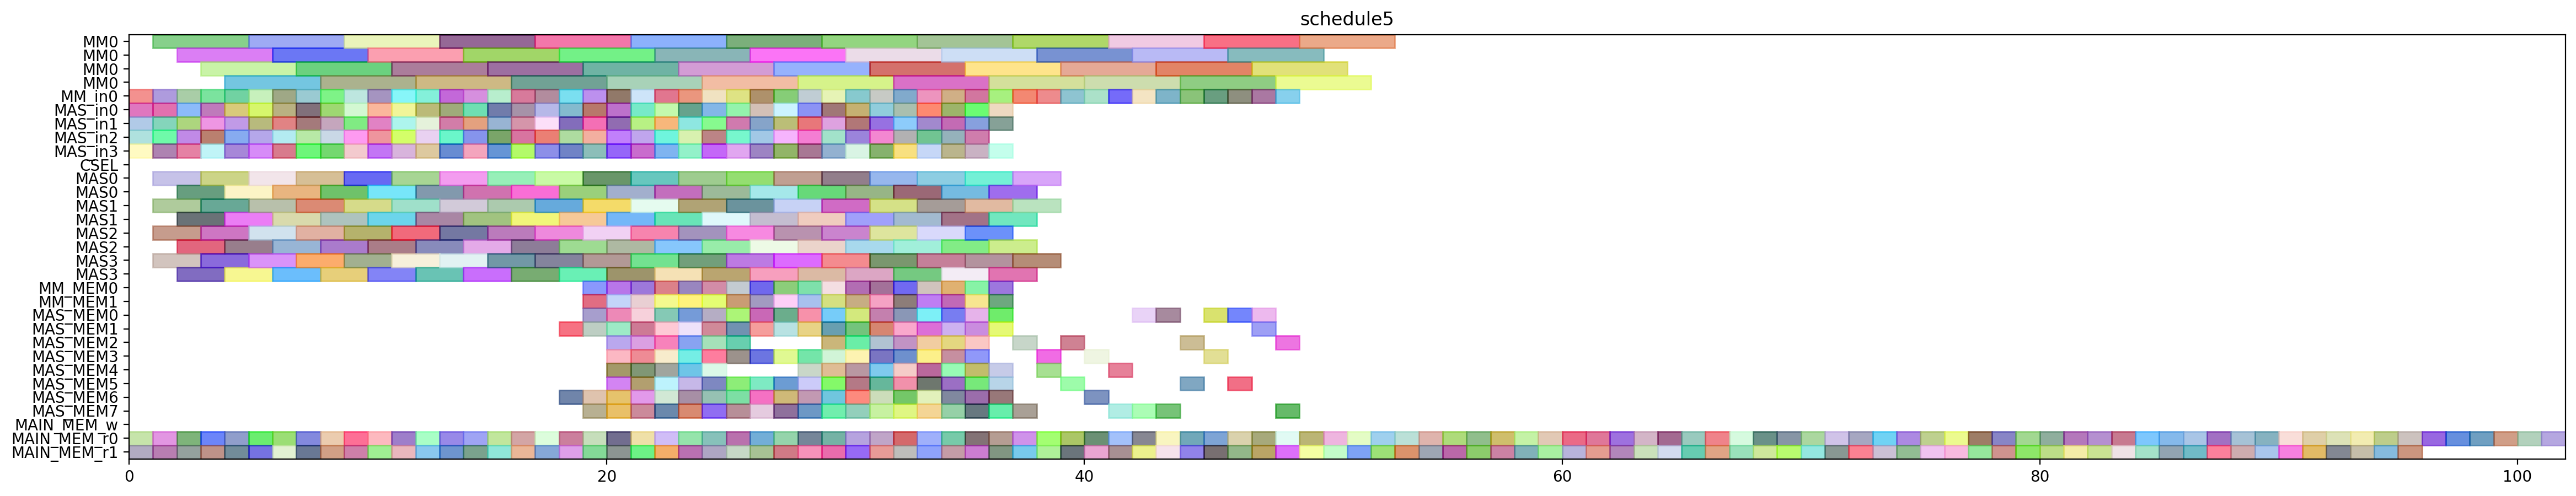 schedule5
MM0
MM0
MM0
MM0
MM_in0
MAS_in0
MAS_in1
MAS_in2
MAS_in3
CSEL
MAS0
MAS0
MAS1
MAS1
MAS2
MAS2
MAS3
MAS3
MM_MEM0
MM_MEM1
MAS_MEM0
MAS_MEM1
MAS_MEM2
MAS_MEM3
MAS_MEM4
MAS_MEM5
MAS_MEM6
MAS_MEM7
MAIN_MEM_w
MAIN_MEM_r0
MAIN_MEM_r1
0 20 40 60 80 100